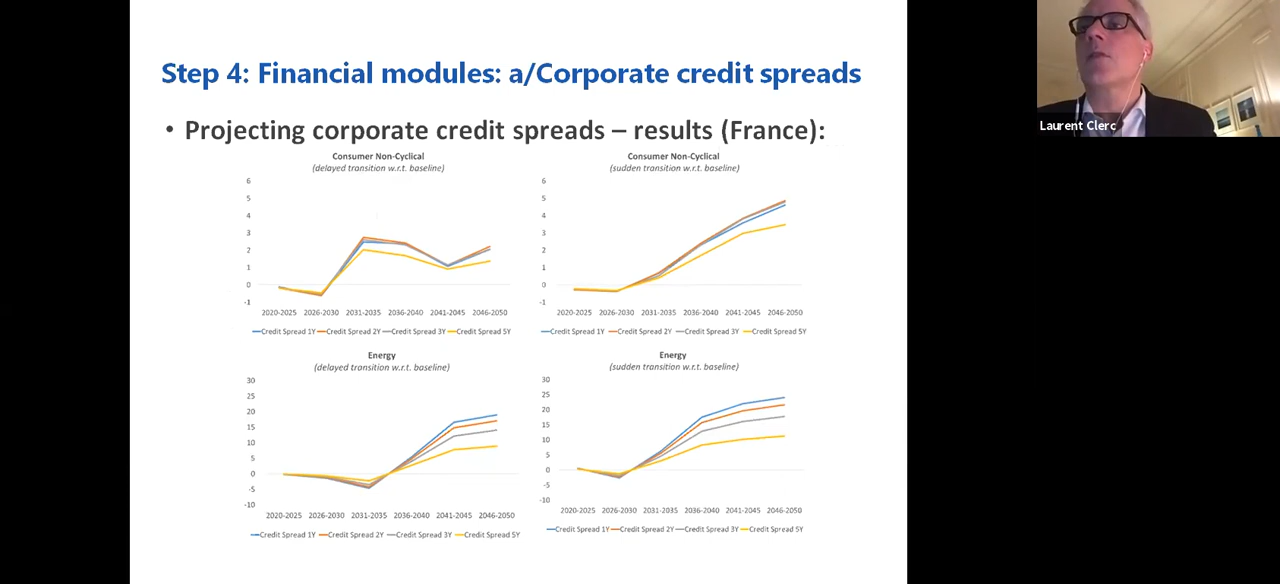 Step 4: Financial modules: a/Corporate credit spreads
• Projecting corporate credit spreads – results (France):
Consumer Non-Cyclical
(delayed transition w.r.t. baseline)
6
5
4
3
2
1
0
-1
2020-2025 2026-2030 2031-2035 2036-2040 2041-2045 2046-2050
Credit Spread 1Y Credit Spread 2Y Credit Spread 3Y Credit Spread 5Y
Consumer Non-Cyclical
(sudden transition w.r.t. baseline)
6
5
4
3
2
1
0
-1
2020-2025 2026-2030 2031-2035 2036-2040 2041-2045 2046-2050
Credit Spread 1Y Credit Spread 2Y Credit Spread 3Y Credit Spread 5Y
Energy
(delayed transition w.r.t. baseline)
30
25
20
15
10
5
0
-5
-10
2020-2025 2026-2030 2031-2035 2036-2040 2041-2045 2046-2050
Credit Spread 1Y Credit Spread 2Y Credit Spread 3Y Credit Spread 5Y
Energy
(sudden transition w.r.t. baseline)
30
25
20
15
10
5
0
-5
-10
2020-2025 2026-2030 2031-2035 2036-2040 2041-2045 2046-2050
Credit Spread 1Y Credit Spread 2Y Credit Spread 3Y Credit Spread 5Y
Laurent Clerc